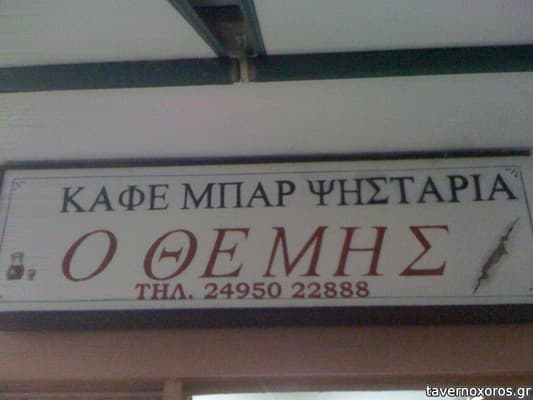 ΚΑΦΕ ΜΠΑΡ ΨΗΣΤΑΡΙΑ
Ο ΘΕΜΗΣ
ΤΗΛ. 24950 22888
tavernoxoros.gr